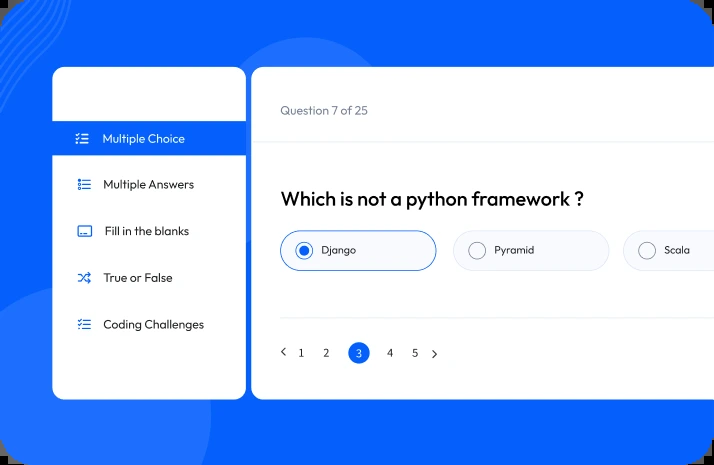 Multiple Choice
Multiple Answers
Fill in the blanks
True or False
Coding Challenges
Question 7 of 25
Which is not a python framework ?
Django Pyramid Scala
1 2 3 4 5